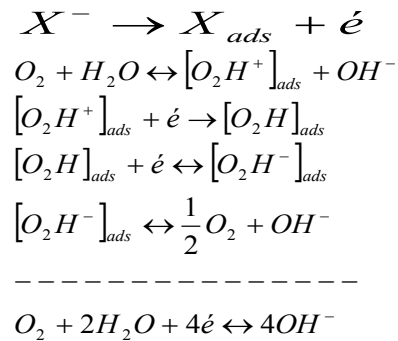 X⁻ → X_ads + é
O₂ + H₂O ↔ [O₂H⁺]_ads + OH⁻
[O₂H⁺]_ads + é → [O₂H]_ads
[O₂H]_ads + é ↔ [O₂H⁻]_ads
[O₂H⁻]_ads ↔ 1/2 O₂ + OH⁻
− − − − − − − − − − − − − − −
O₂ + 2H₂O + 4é ↔ 4OH⁻